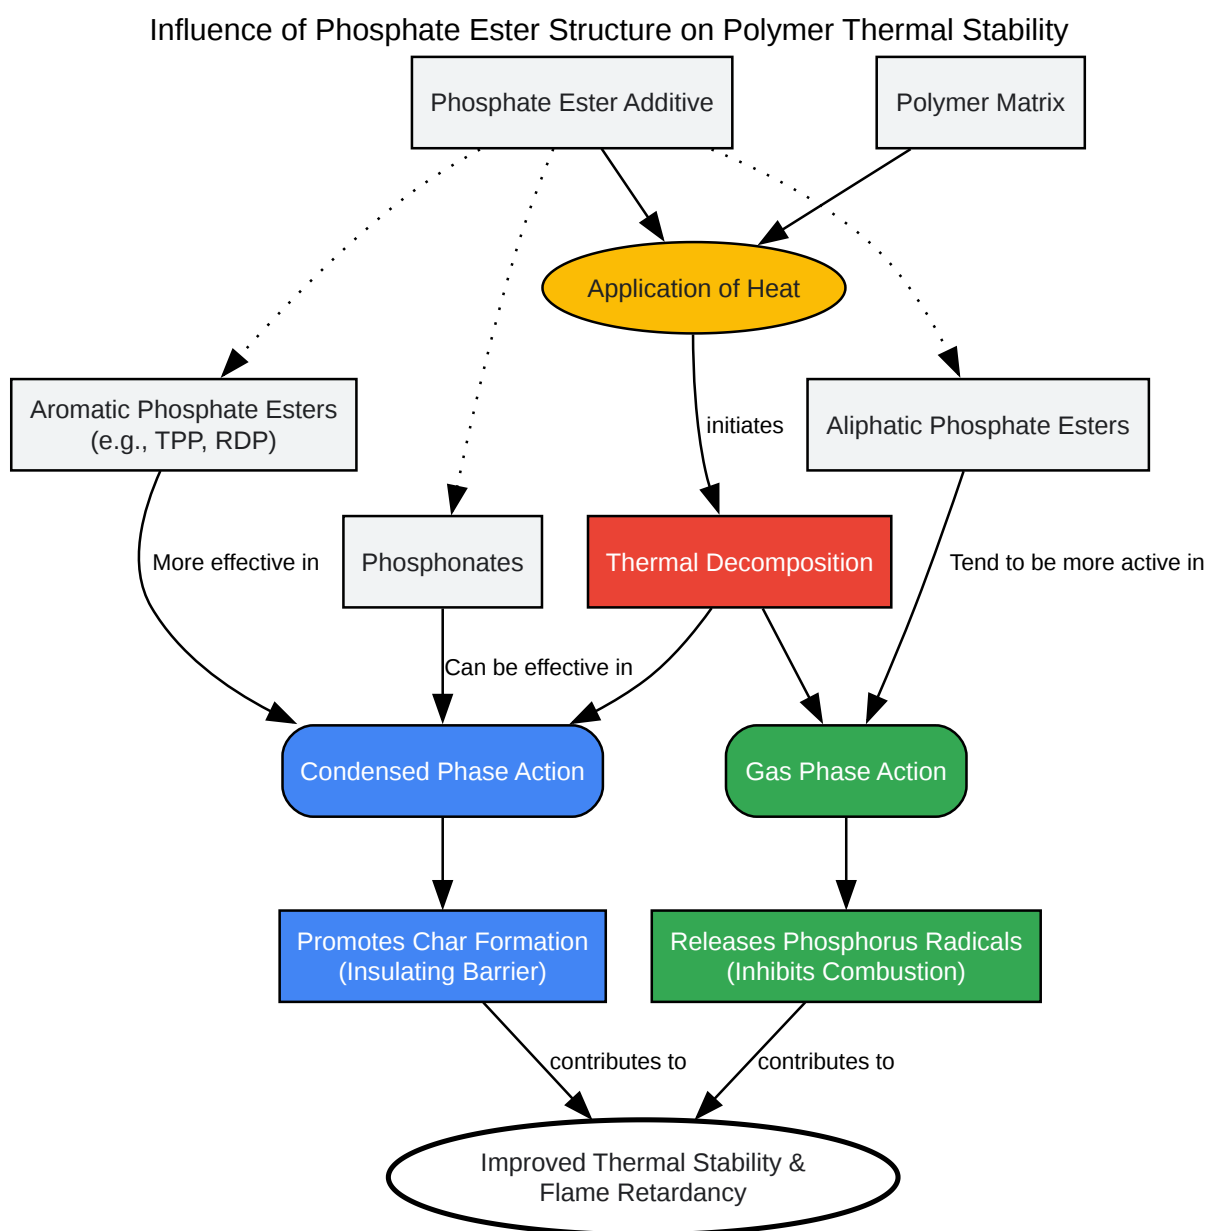 Influence of Phosphate Ester Structure on Polymer Thermal Stability
Phosphate Ester Additive
Polymer Matrix
Application of Heat
Aromatic Phosphate Esters
(e.g., TPP, RDP)
initiates
Aliphatic Phosphate Esters
More effective in
Phosphonates
Thermal Decomposition
Tend to be more active in
Can be effective in
Condensed Phase Action
Gas Phase Action
Promotes Char Formation
(Insulating Barrier)
Releases Phosphorus Radicals
(Inhibits Combustion)
contributes to
contributes to
Improved Thermal Stability &
Flame Retardancy